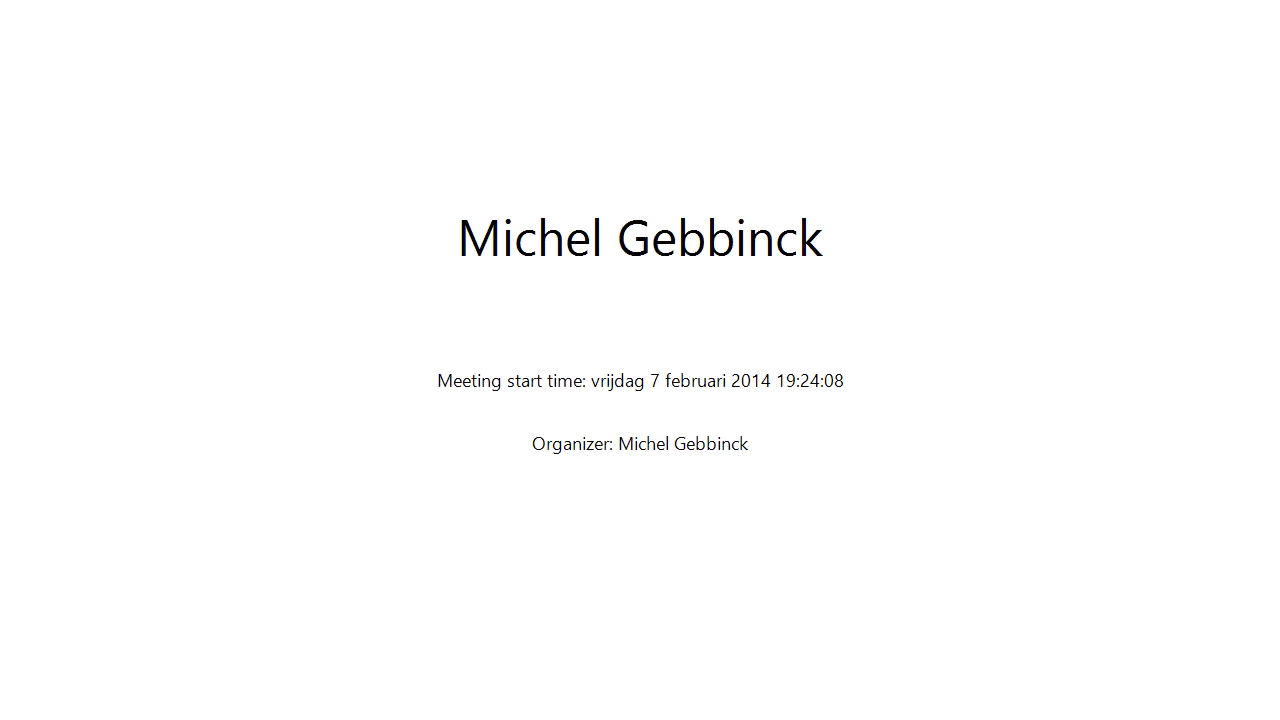 Michel Gebbinck
Meeting start time: vrijdag 7 februari 2014 19:24:08
Organizer: Michel Gebbinck